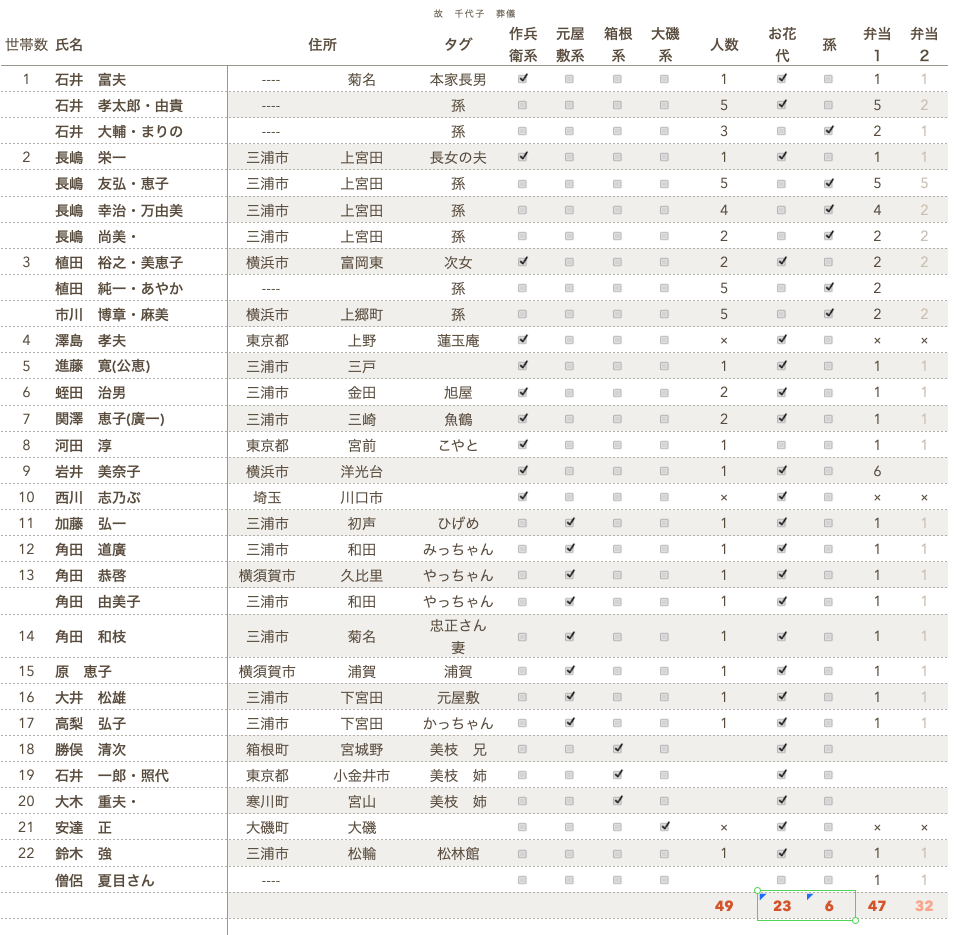 故　千代子　葬儀
世帯数 氏名 住所 タグ 作兵衛系 元屋敷系 箱根系 大磯系 人数 お花代 孫 弁当1 弁当2
1 石井　富夫 ---- 菊名 本家長男 1 1 1
石井　孝太郎・由貴 ---- 孫 5 5 2
石井　大輔・まりの ---- 孫 3 2 1
2 長嶋　栄一 三浦市 上宮田 長女の夫 1 1 1
長嶋　友弘・恵子 三浦市 上宮田 孫 5 5 5
長嶋　幸治・万由美 三浦市 上宮田 孫 4 4 2
長嶋　尚美・ 三浦市 上宮田 孫 2 2 2
3 植田　裕之・美恵子 横浜市 富岡東 次女 2 2 2
植田　純一・あやか ---- 孫 5 2
市川　博章・麻美 横浜市 上郷町 孫 5 2 2
4 澤島　孝夫 東京都 上野 蓮玉庵 × × ×
5 進藤　寛(公恵) 三浦市 三戸 1 1 1
6 蛭田　治男 三浦市 金田 旭屋 2 1 1
7 関澤　恵子(廣一) 三浦市 三崎 魚鶴 2 1 1
8 河田　淳 東京都 宮前 こやと 1 1 1
9 岩井　美奈子 横浜市 洋光台 1 6
10 西川　志乃ぶ 埼玉 川口市 × × ×
11 加藤　弘一 三浦市 初声 ひげめ 1 1 1
12 角田　道廣 三浦市 和田 みっちゃん 1 1 1
13 角田　恭啓 横須賀市 久比里 やっちゃん 1 1 1
角田　由美子 三浦市 和田 やっちゃん 1 1 1
14 角田　和枝 三浦市 菊名 忠正さん妻 1 1 1
15 原　恵子 横須賀市 浦賀 浦賀 1 1 1
16 大井　松雄 三浦市 下宮田 元屋敷 1 1 1
17 高梨　弘子 三浦市 下宮田 かっちゃん 1 1 1
18 勝俣　清次 箱根町 宮城野 美枝　兄
19 石井　一郎・照代 東京都 小金井市 美枝　姉
20 大木　重夫・ 寒川町 宮山 美枝　姉
21 安達　正 大磯町 大磯 × × ×
22 鈴木　強 三浦市 松輪 松林館 1 1 1
僧侶　夏目さん ---- 1 1
49 23 6 47 32